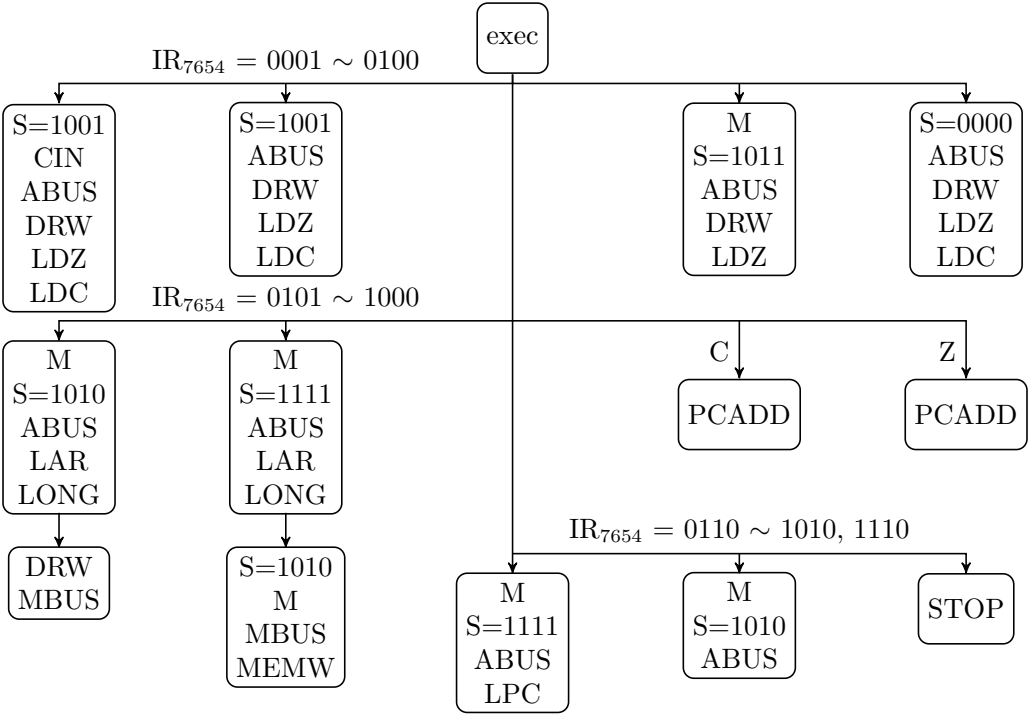 exec
IR7654 = 0001 ∼ 0100
S=1001
CIN
ABUS
DRW
LDZ
LDC
S=1001
ABUS
DRW
LDZ
LDC
M
S=1011
ABUS
DRW
LDZ
S=0000
ABUS
DRW
LDZ
LDC
IR7654 = 0101 ∼ 1000
M
S=1010
ABUS
LAR
LONG
M
S=1111
ABUS
LAR
LONG
C
PCADD
Z
PCADD
DRW
MBUS
S=1010
M
MBUS
MEMW
IR7654 = 0110 ∼ 1010, 1110
M
S=1111
ABUS
LPC
M
S=1010
ABUS
STOP